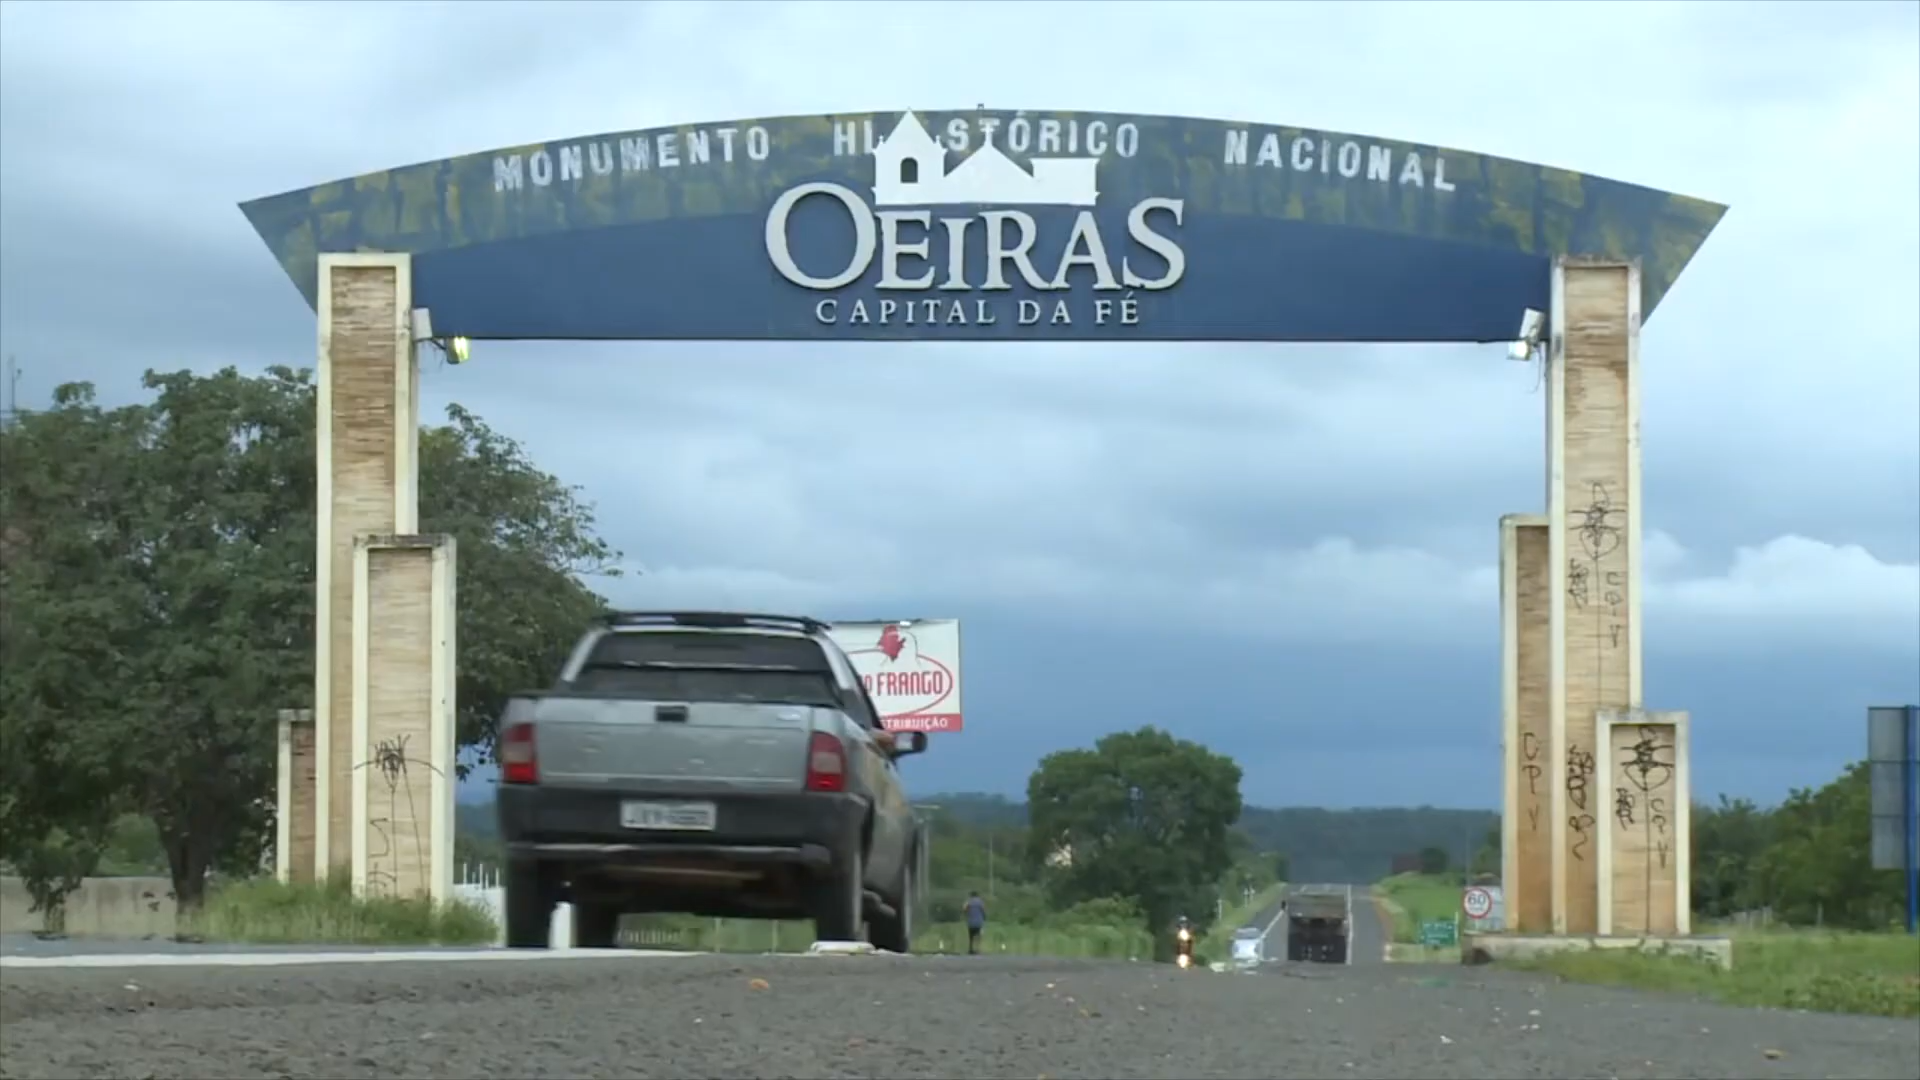 MONUMENTO HISTÓRICO NACIONAL
OEIRAS
CAPITAL DA FÉ
FRANGO
60